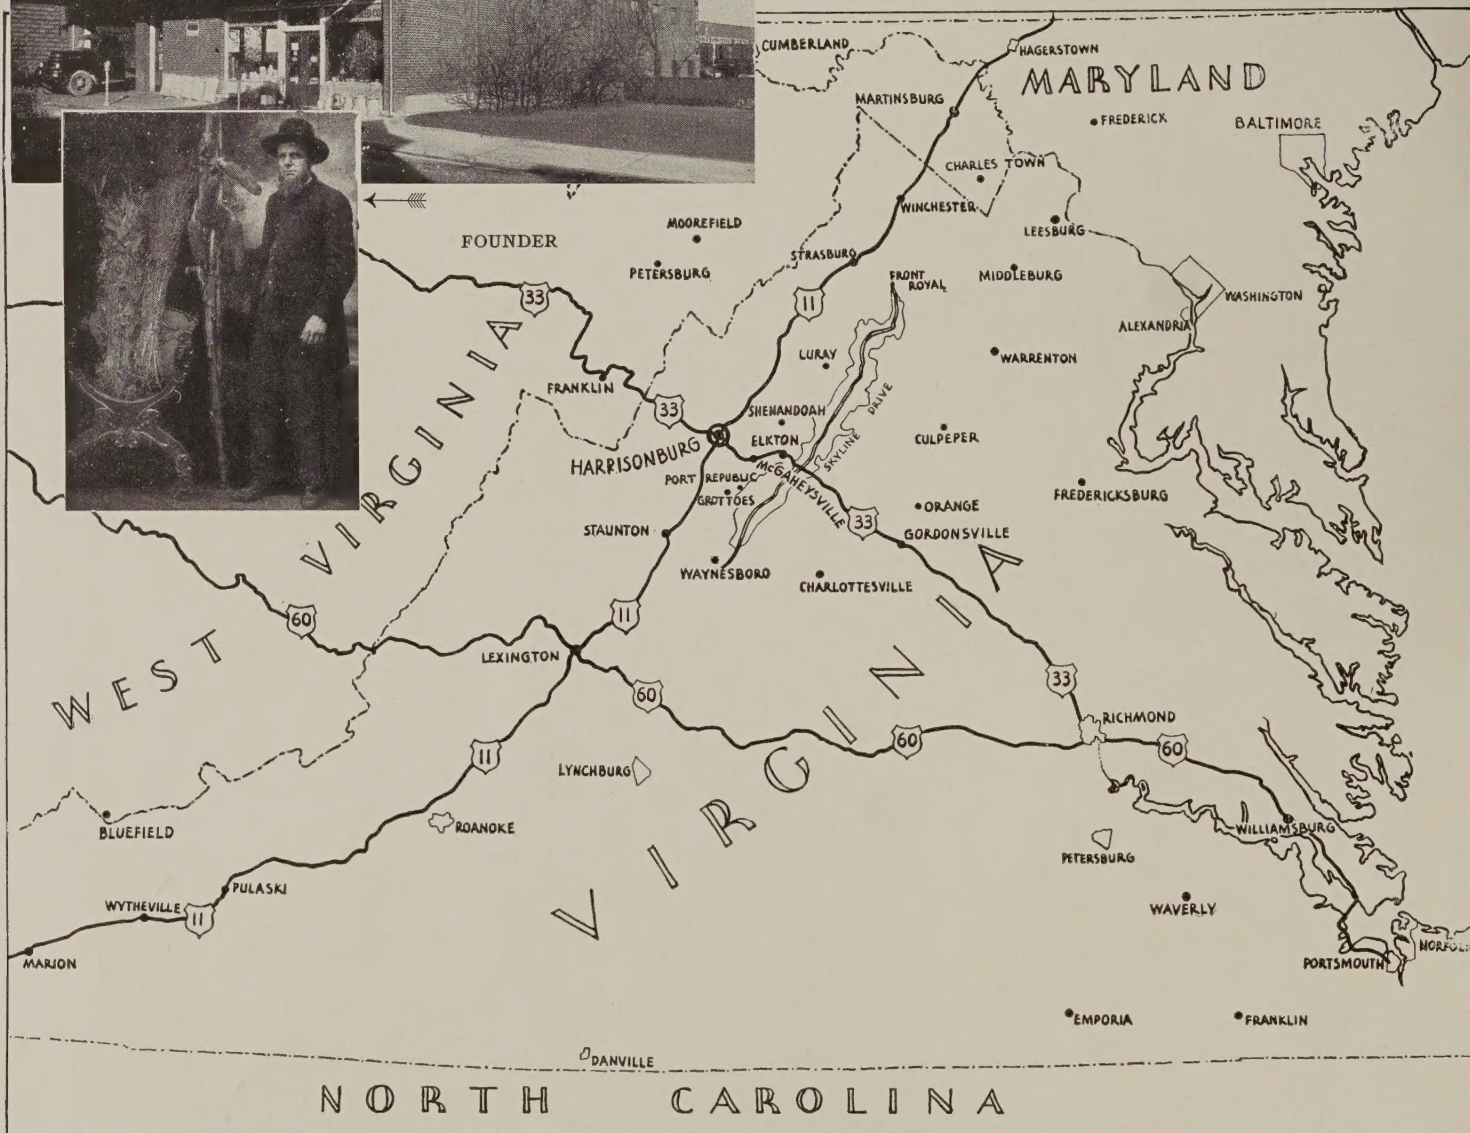 CUMBERLAND
HAGERSTOWN
MARYLAND
MARTINSBURG
FREDERICK
BALTIMORE
CHARLES TOWN
WINCHESTER
MOOREFIELD
LEESBURG
FOUNDER
STRASBURG
PETERSBURG
MIDDLEBURG
FRONT
ROYAL
33
11
WASHINGTON
ALEXANDRIA
LURAY
WARRENTON
FRANKLIN
33
SHENANDOAH
SKYLINE DRIVE
HARRISONBURG
ELKTON
CULPEPER
McGAHEYSVILLE
PORT REPUBLIC
GROTTOES
FREDERICKSBURG
ORANGE
33
STAUNTON
GORDONSVILLE
WAYNESBORO
CHARLOTTESVILLE
WEST VIRGINIA
60
11
LEXINGTON
60
33
RICHMOND
60
60
11
LYNCHBURG
VIRGINIA
BLUEFIELD
ROANOKE
WILLIAMSBURG
PETERSBURG
PULASKI
WYTHEVILLE
11
WAVERLY
MARION
PORTSMOUTH
EMPORIA
FRANKLIN
DANVILLE
NORTH CAROLINA